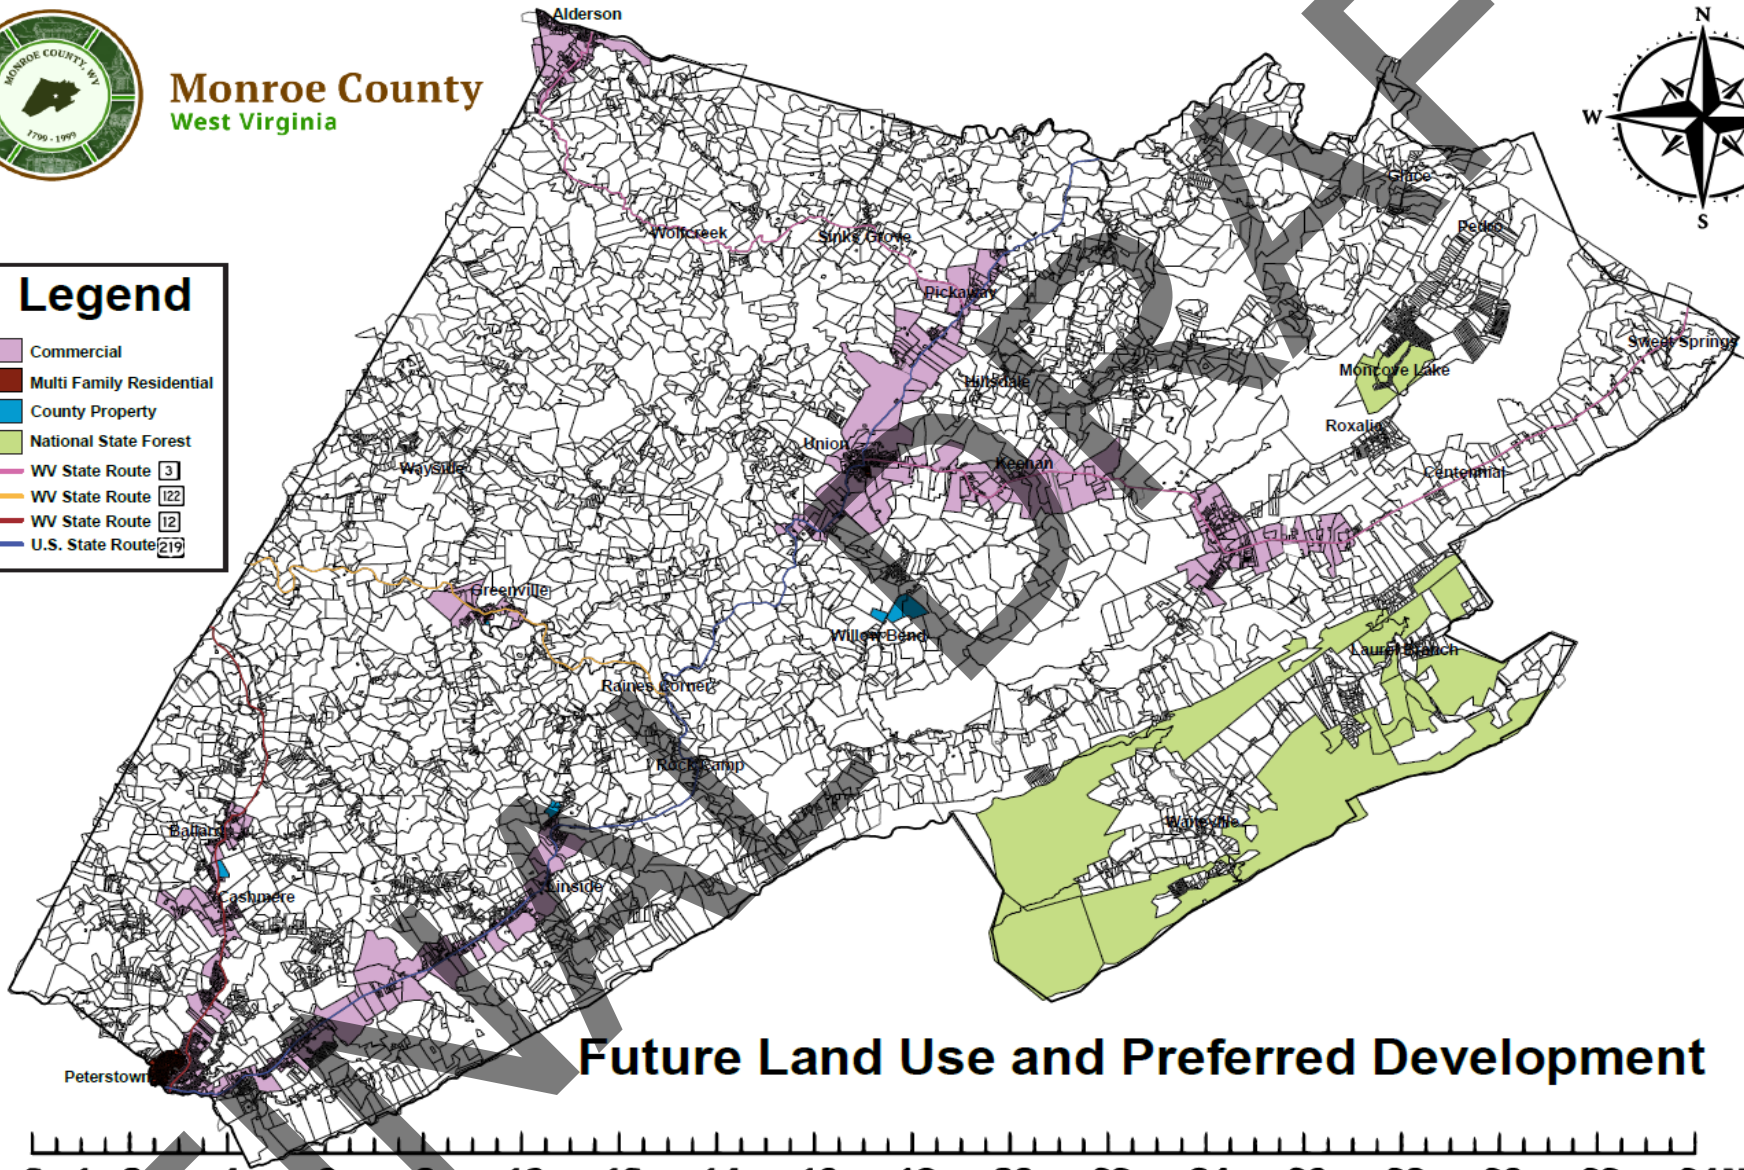 Alderson
N
W
S
MONROE COUNTY, WV
1799 - 1999
Monroe County
West Virginia
Glace
Pedro
Wolfcreek
Sinks Grove
Pickaway
Legend
Commercial
Multi Family Residential
County Property
National State Forest
WV State Route 3
WV State Route 122
WV State Route 12
U.S. State Route 219
Sweet Springs
Moncove Lake
Hillsdale
Roxalia
Union
Keenan
Wayside
Centennial
Greenville
Willow Bend
Laurel Branch
Raines Corner
Rock Camp
Waiteville
Ballard
Lindside
Cashmere
Peterstown
Future Land Use and Preferred Development
DRAFT